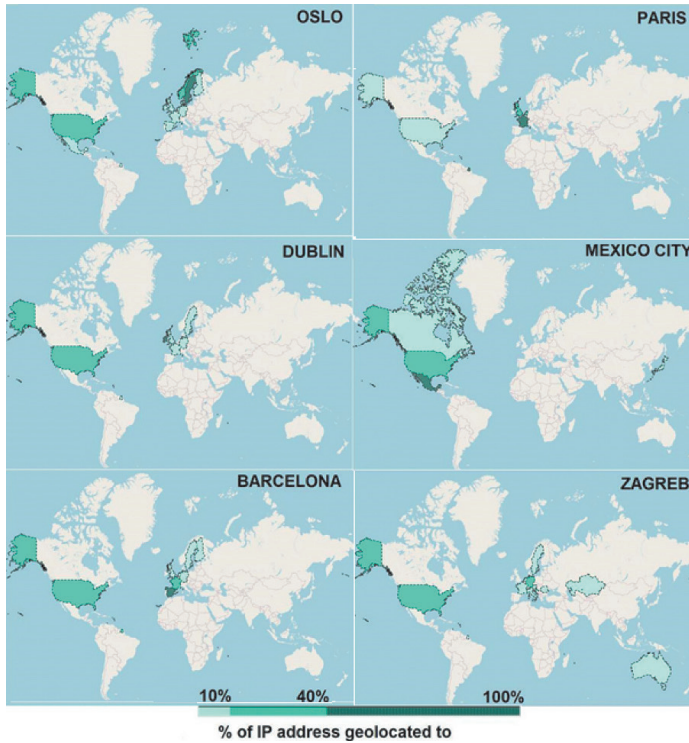 OSLO
PARIS
DUBLIN
MEXICO CITY
BARCELONA
ZAGREB
10% 40% 100%
% of IP address geolocated to